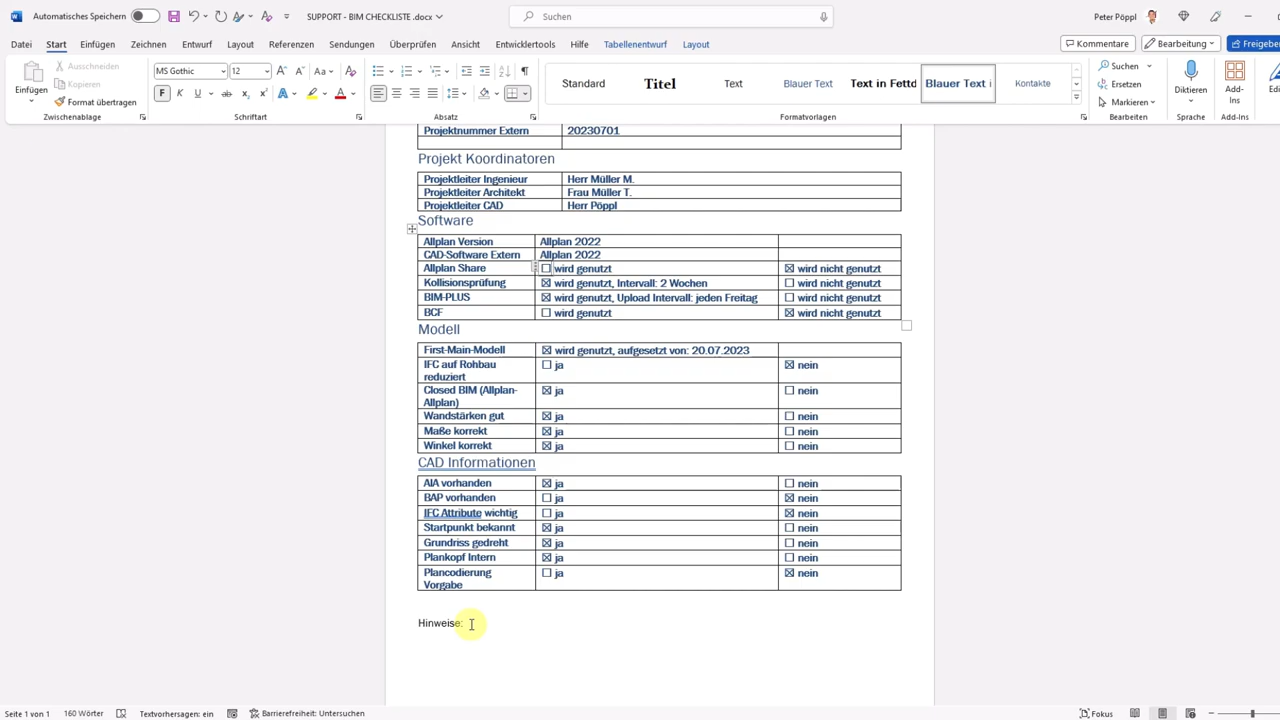 Automatisches Speichern
SUPPORT - BIM CHECKLISTE .docx
Suchen
Peter Pöppl
Datei Start Einfügen Zeichnen Entwurf Layout Referenzen Sendungen Überprüfen Ansicht Entwicklertools Hilfe Tabellenentwurf Layout
Kommentare Bearbeitung Freigeben
Einfügen
Ausschneiden
Kopieren
Format übertragen
Zwischenablage
MS Gothic 12
F K U
Schriftart
Absatz
Standard Titel Text Blauer Text Text in Fettd Blauer Text i Kontakte
Formatvorlagen
Suchen
Ersetzen
Markieren
Bearbeiten
Diktieren
Sprache
Add-Ins
Add-Ins
Projektnummer Extern 20230701
Projekt Koordinatoren
Projektleiter Ingenieur Herr Müller M.
Projektleiter Architekt Frau Müller T.
Projektleiter CAD Herr Pöppl
Software
Allplan Version Allplan 2022
CAD-Software Extern Allplan 2022
Allplan Share ☐ wird genutzt ☒ wird nicht genutzt
Kollisionsprüfung ☒ wird genutzt, Intervall: 2 Wochen ☐ wird nicht genutzt
BIM-PLUS ☒ wird genutzt, Upload Intervall: jeden Freitag ☐ wird nicht genutzt
BCF ☐ wird genutzt ☒ wird nicht genutzt
Modell
First-Main-Modell ☒ wird genutzt, aufgesetzt von: 20.07.2023
IFC auf Rohbau reduziert ☐ ja ☒ nein
Closed BIM (Allplan-Allplan) ☒ ja ☐ nein
Wandstärken gut ☒ ja ☐ nein
Maße korrekt ☒ ja ☐ nein
Winkel korrekt ☒ ja ☐ nein
CAD Informationen
AIA vorhanden ☒ ja ☐ nein
BAP vorhanden ☐ ja ☒ nein
IFC Attribute wichtig ☐ ja ☒ nein
Startpunkt bekannt ☒ ja ☐ nein
Grundriss gedreht ☒ ja ☐ nein
Plankopf Intern ☒ ja ☐ nein
Plancodierung Vorgabe ☐ ja ☒ nein
Hinweise:
Seite 1 von 1 160 Wörter Textvorhersagen: ein Barrierefreiheit: Untersuchen Fokus